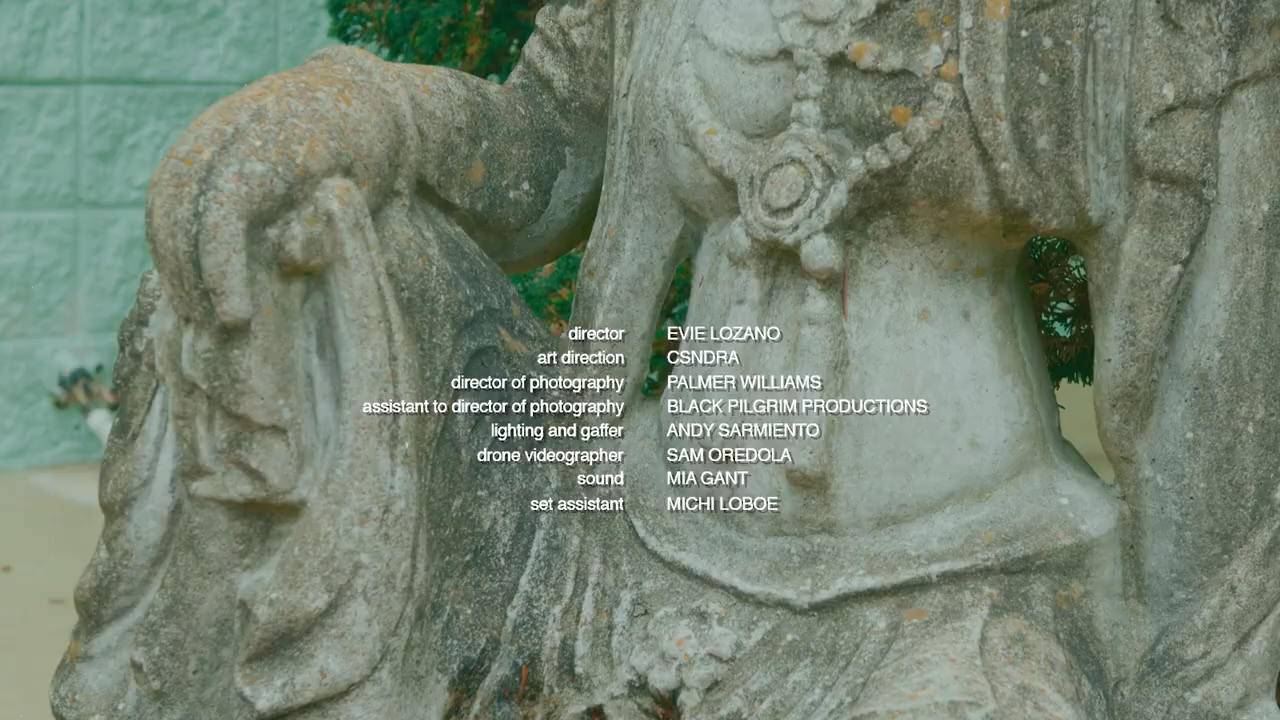 director EVIE LOZANO
art direction CSNDRA
director of photography PALMER WILLIAMS
assistant to director of photography BLACK PILGRIM PRODUCTIONS
lighting and gaffer ANDY SARMIENTO
drone videographer SAM OREDOLA
sound MIA GANT
set assistant MICHI LOBOE